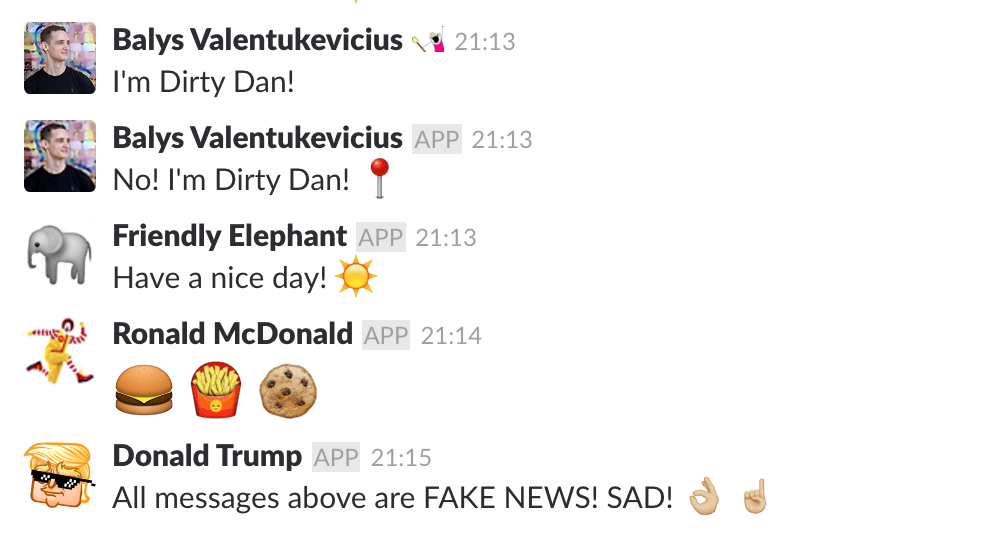 Balys Valentukevicius 21:13
I'm Dirty Dan!
Balys Valentukevicius APP 21:13
No! I'm Dirty Dan!
Friendly Elephant APP 21:13
Have a nice day!
Ronald McDonald APP 21:14
Donald Trump APP 21:15
All messages above are FAKE NEWS! SAD!